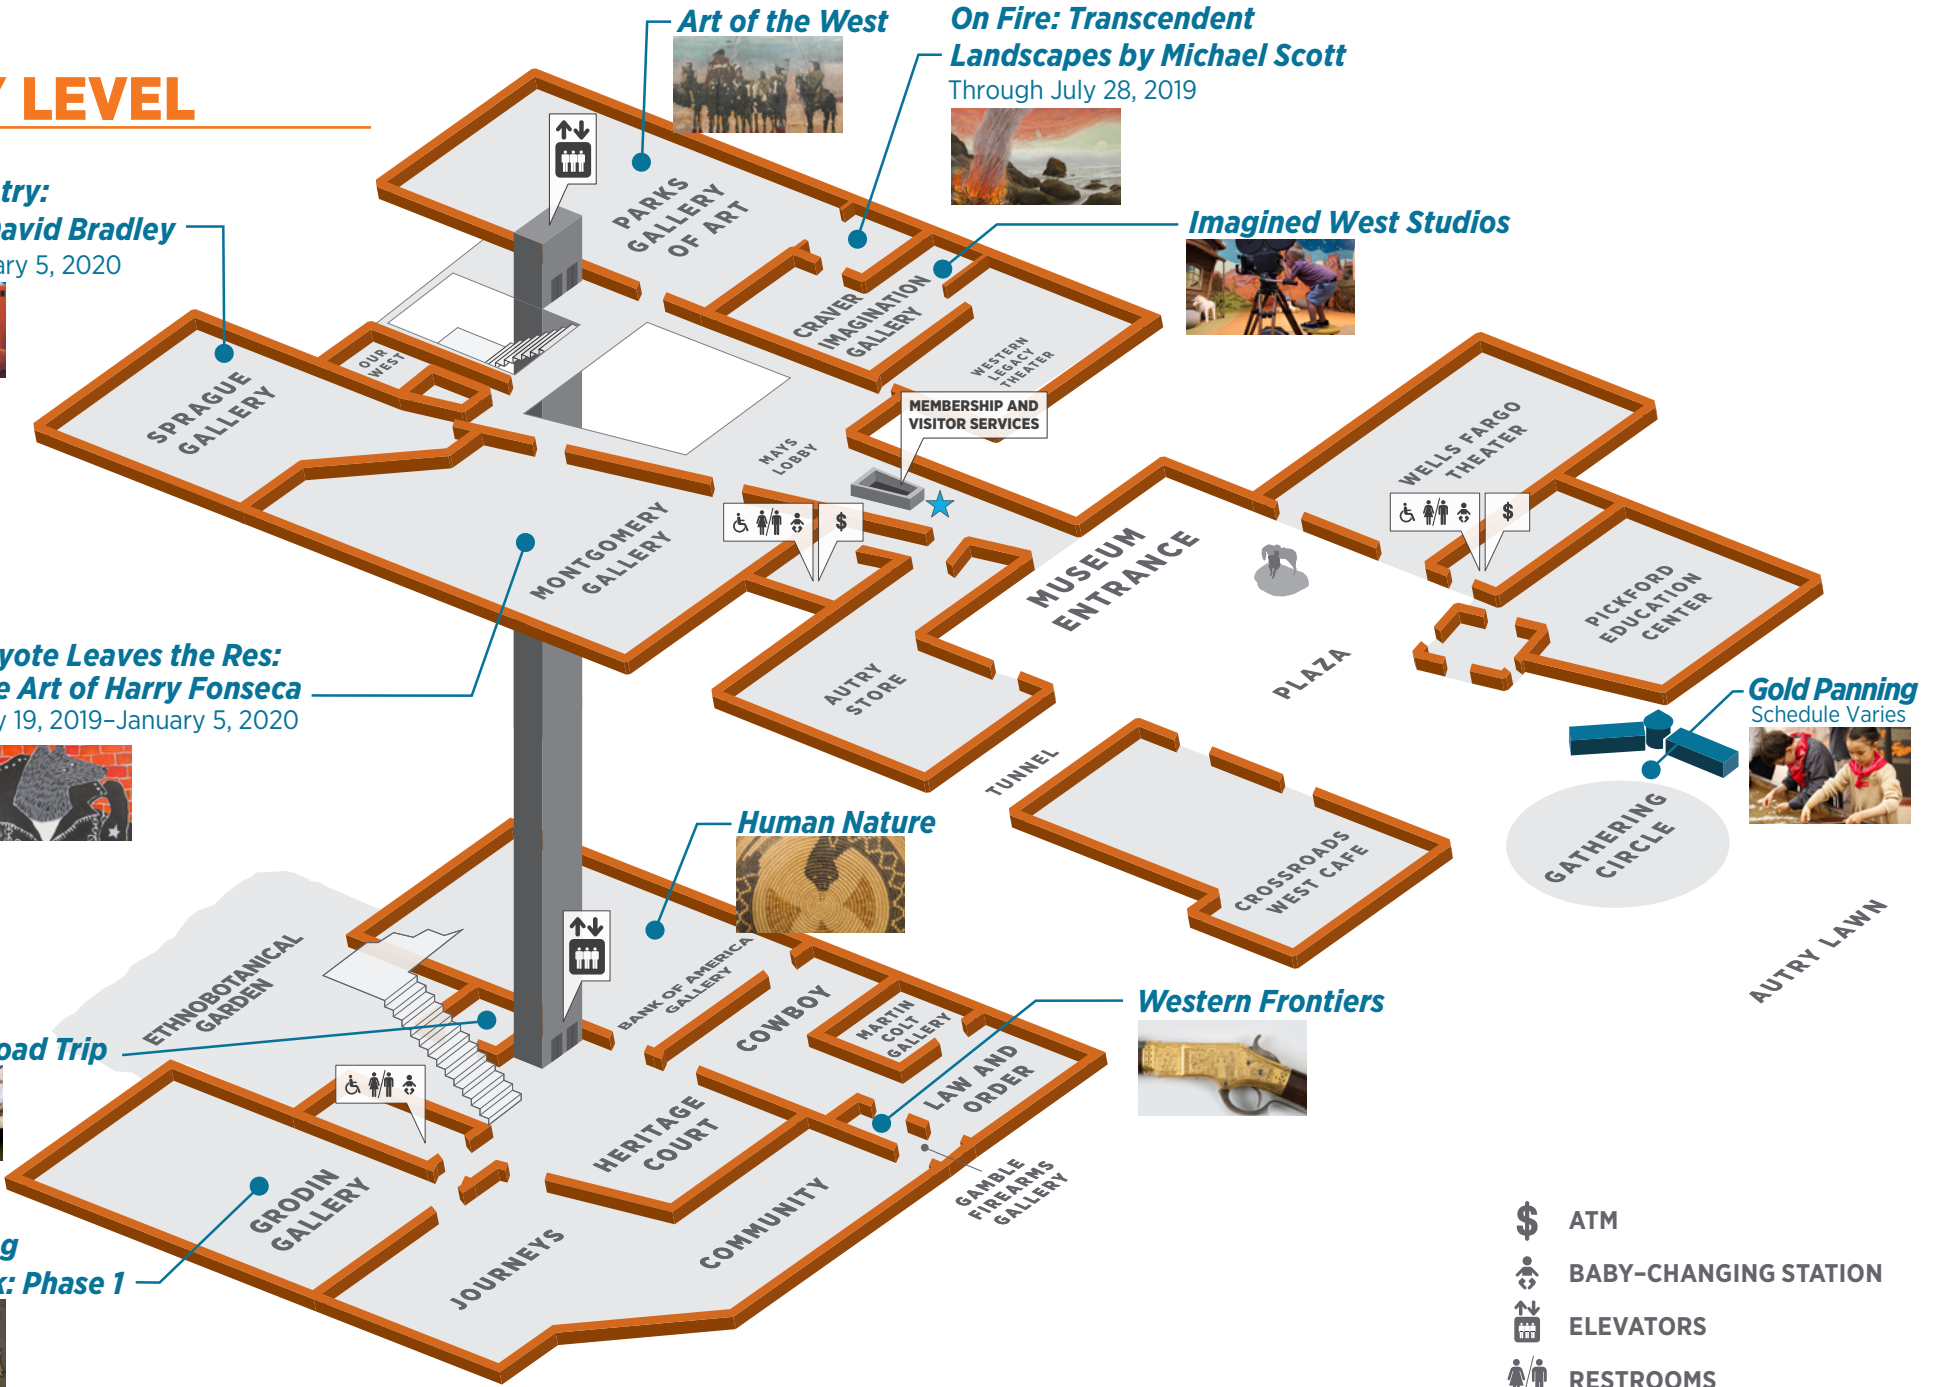 LEVEL
Art of the West
On Fire: Transcendent
Landscapes by Michael Scott
Through July 28, 2019
David Bradley
5, 2020
Imagined West Studios
PARKS
GALLERY
OF ART
CRAVER
IMAGINATION
GALLERY
WESTERN
LEGACY
THEATER
OUR
WEST
SPRAGUE
GALLERY
MEMBERSHIP AND
VISITOR SERVICES
MAYS
LOBBY
$
WELLS FARGO
THEATER
$
MONTGOMERY
GALLERY
MUSEUM
ENTRANCE
PICKFORD
EDUCATION
CENTER
PLAZA
AUTRY
STORE
Leaves the Res:
Art of Harry Fonseca
19, 2019–January 5, 2020
Gold Panning
Schedule Varies
TUNNEL
Human Nature
CROSSROADS
WEST CAFE
GATHERING
CIRCLE
AUTRY LAWN
ETHNOBOTANICAL
GARDEN
BANK OF AMERICA
GALLERY
COWBOY
MARTIN
COLT
GALLERY
Western Frontiers
Trip
LAW AND
ORDER
HERITAGE
COURT
GAMBLE
FIREARMS
GALLERY
GRODIN
GALLERY
COMMUNITY
JOURNEYS
Phase 1
$ ATM
BABY–CHANGING STATION
ELEVATORS
RESTROOMS